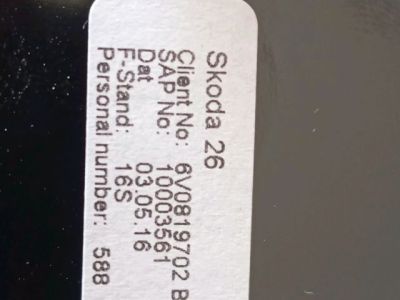 Skoda 26
Client No: 6V0819702 B
SAP No: 10003561
Dat 03.05.16
F-Stand: 16S
Personal number: 588